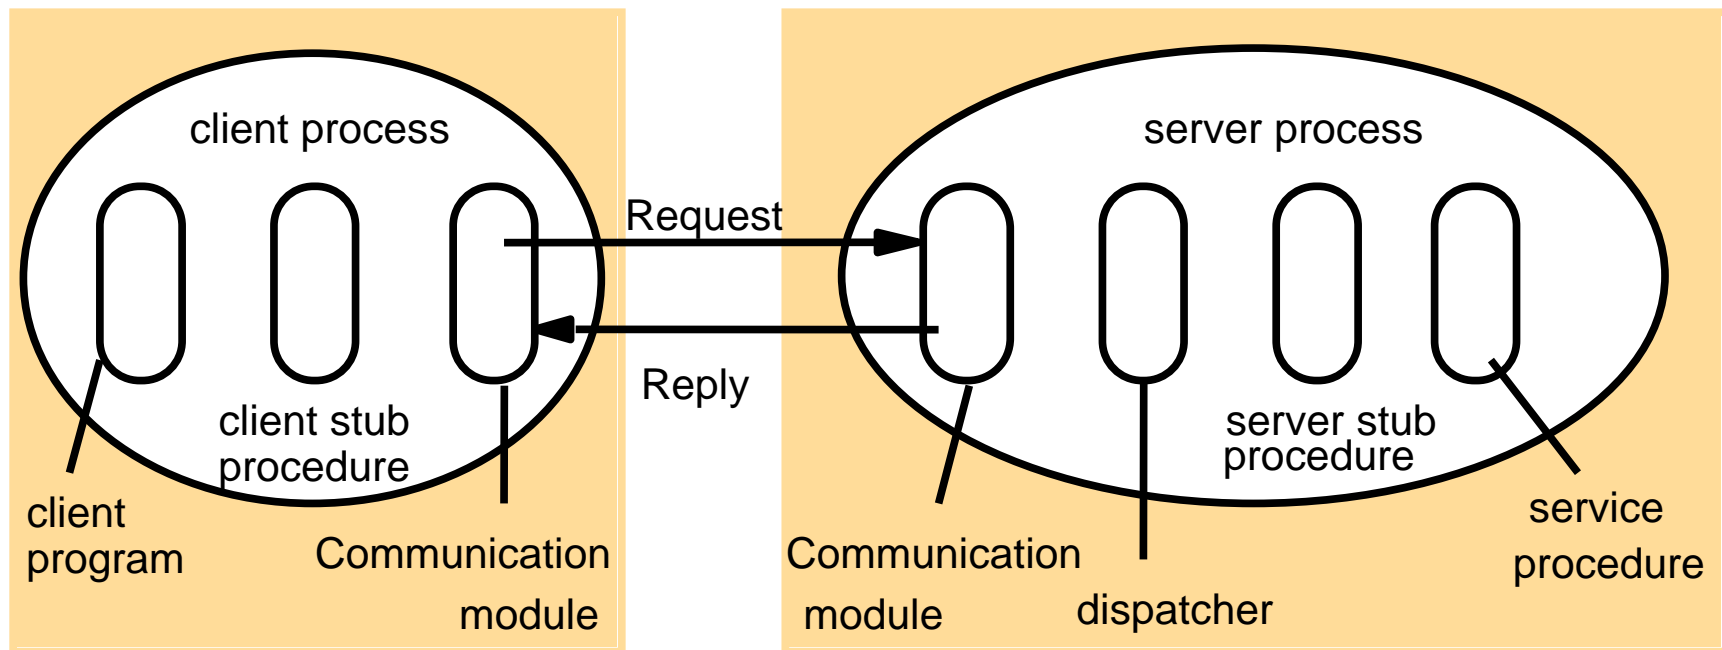 client process
server process
Request
Reply
client stub
procedure
server stub
procedure
client
program
Communication
module
Communication
module
dispatcher
service
procedure